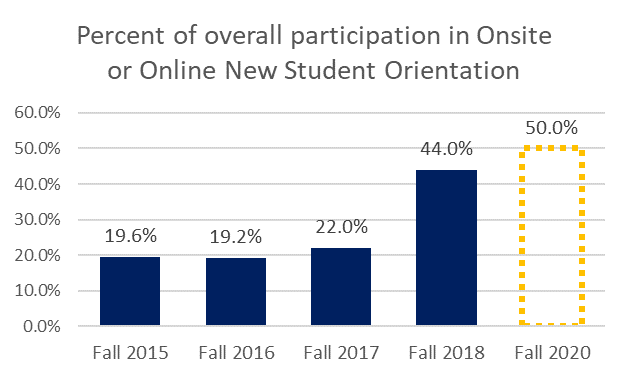 Percent of overall participation in Onsite
or Online New Student Orientation
60.0%
50.0%
40.0%
30.0%
20.0%
10.0%
0.0%
19.6%
19.2%
22.0%
44.0%
50.0%
Fall 2015
Fall 2016
Fall 2017
Fall 2018
Fall 2020